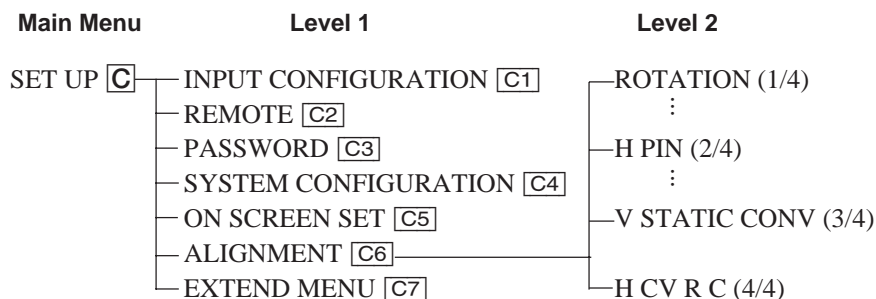 Main Menu Level 1 Level 2
SET UP C INPUT CONFIGURATION C1 ROTATION (1/4)
REMOTE C2
PASSWORD C3 H PIN (2/4)
SYSTEM CONFIGURATION C4
ON SCREEN SET C5 V STATIC CONV (3/4)
ALIGNMENT C6
EXTEND MENU C7 H CV R C (4/4)